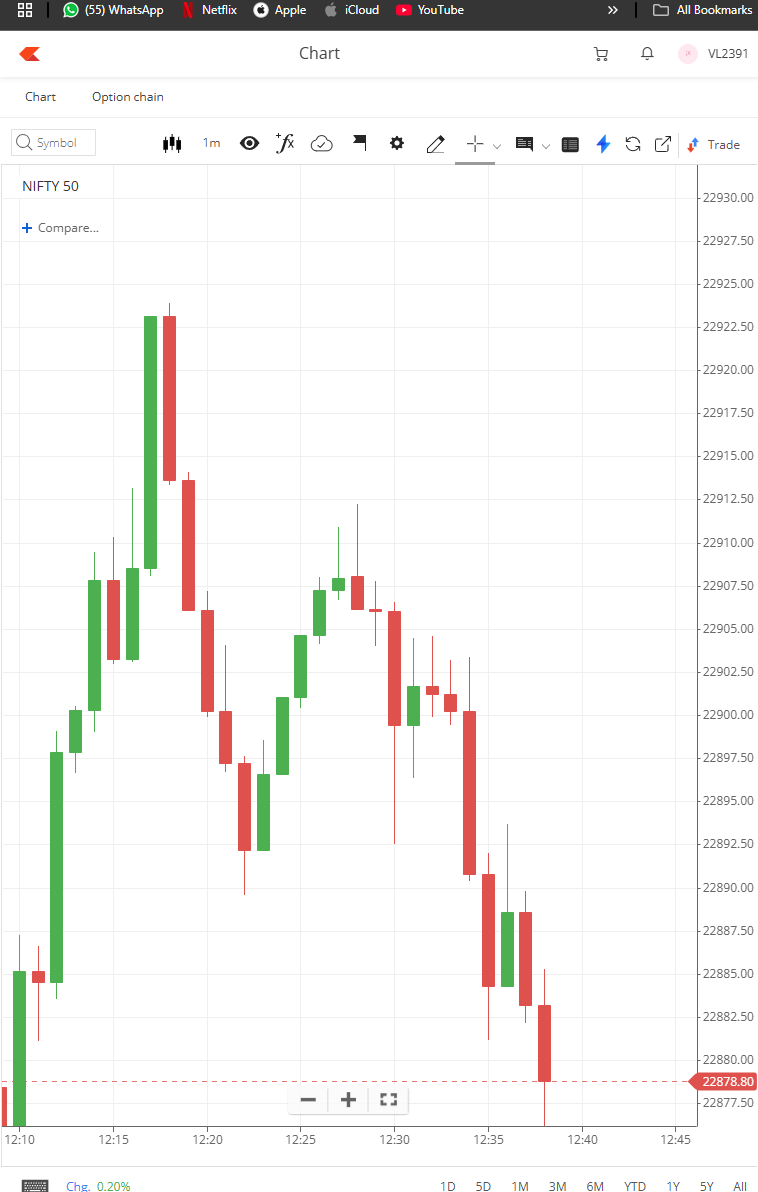 (55) WhatsApp Netflix Apple iCloud YouTube » All Bookmarks
Chart VL2391
Chart Option chain
Symbol 1m Trade
NIFTY 50
22930.00
+ Compare...
22927.50
22925.00
22922.50
22920.00
22917.50
22915.00
22912.50
22910.00
22907.50
22905.00
22902.50
22900.00
22897.50
22895.00
22892.50
22890.00
22887.50
22885.00
22882.50
22880.00
22878.80
22877.50
12:10 12:15 12:20 12:25 12:30 12:35 12:40 12:45
Chg. 0.20% 1D 5D 1M 3M 6M YTD 1Y 5Y All